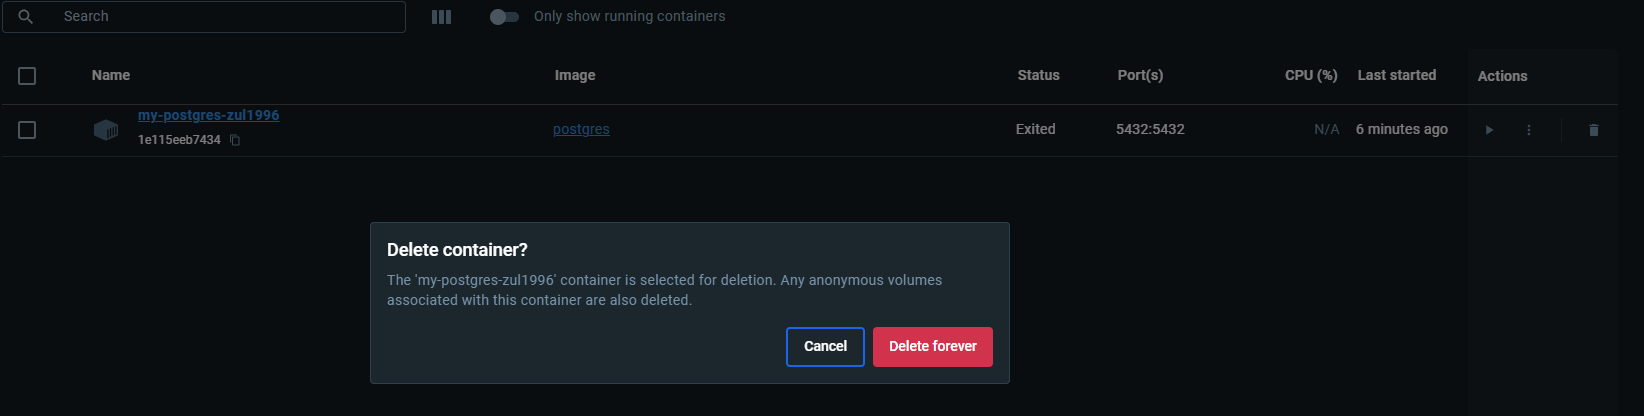 Search
Only show running containers
Name Image Status Port(s) CPU (%) Last started Actions
my-postgres-zul1996
1e115eeb7434
postgres Exited 5432:5432 N/A 6 minutes ago
Delete container?
The 'my-postgres-zul1996' container is selected for deletion. Any anonymous volumes
associated with this container are also deleted.
Cancel Delete forever